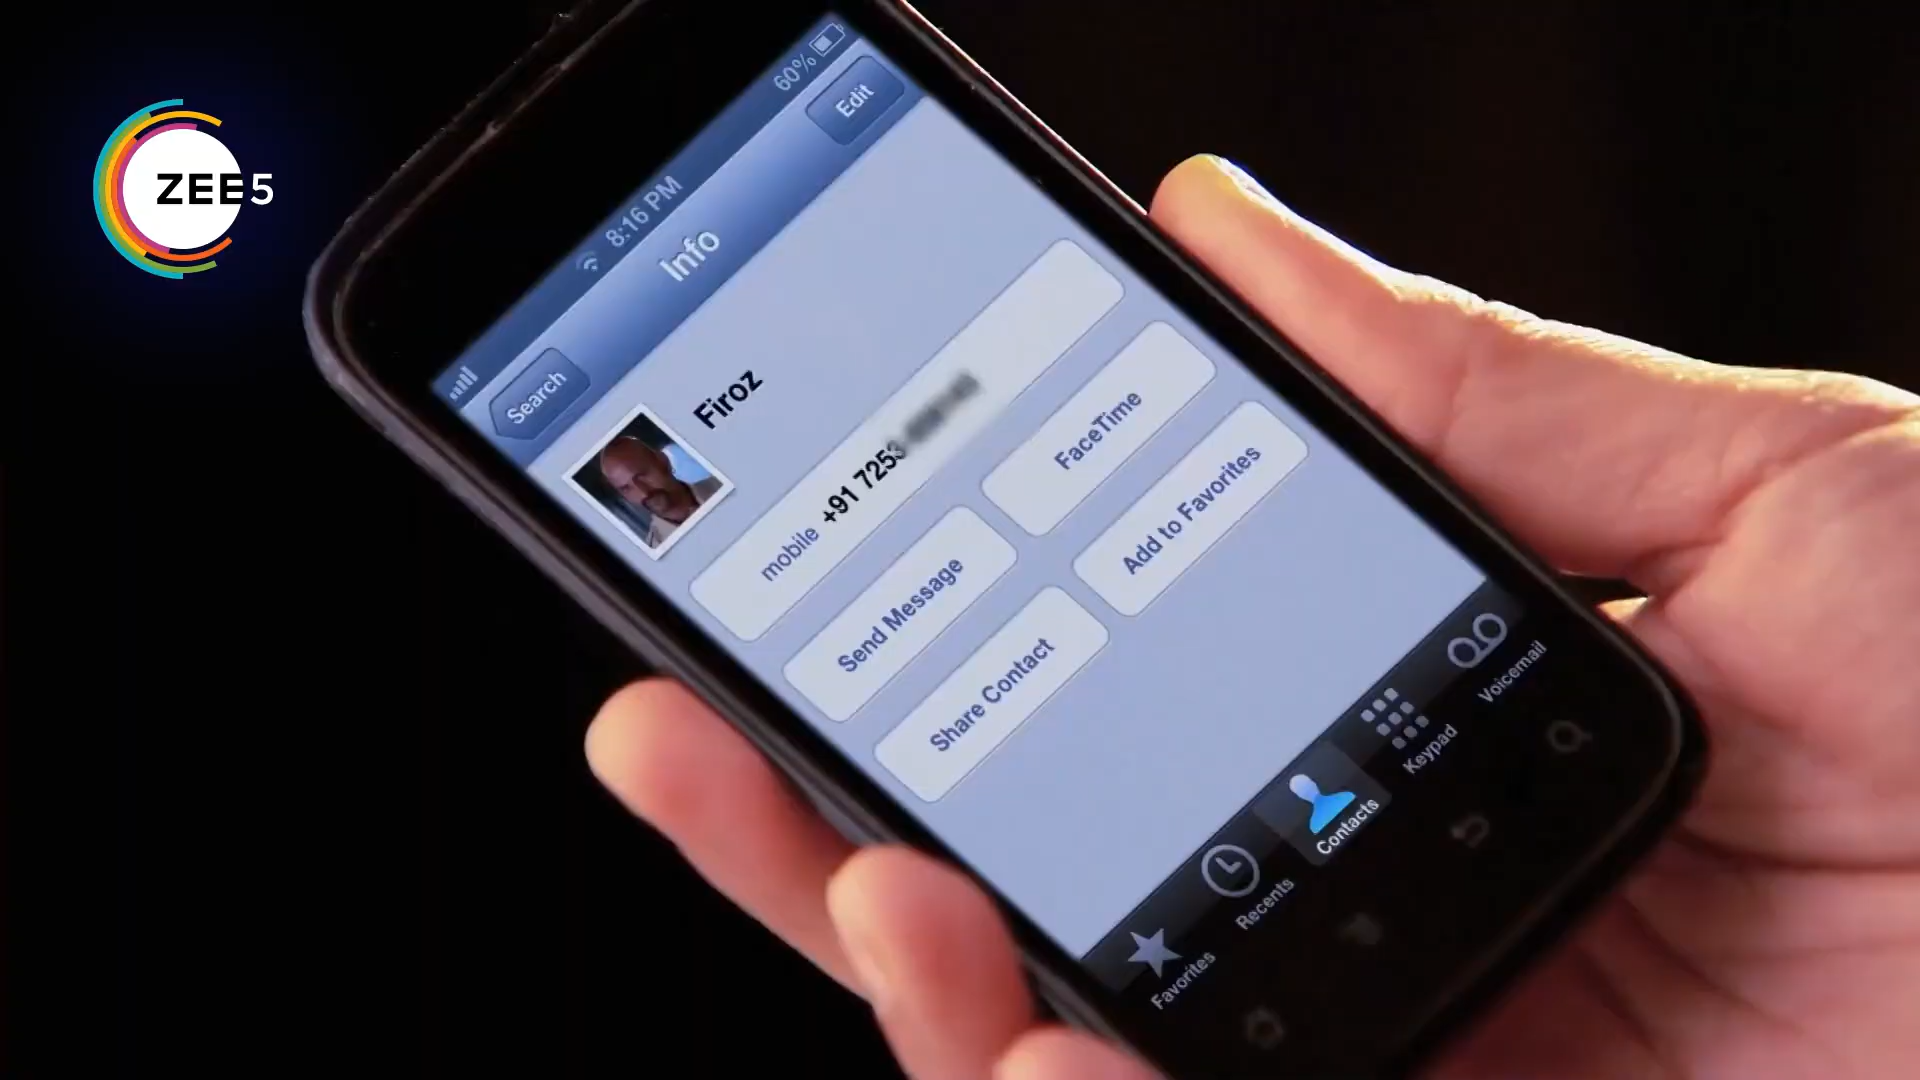 ZEE5
8:16 PM
60%
Search
Info
Edit
Firoz
mobile +91 7253
Send Message
FaceTime
Share Contact
Add to Favorites
Favorites
Recents
Contacts
Keypad
Voicemail